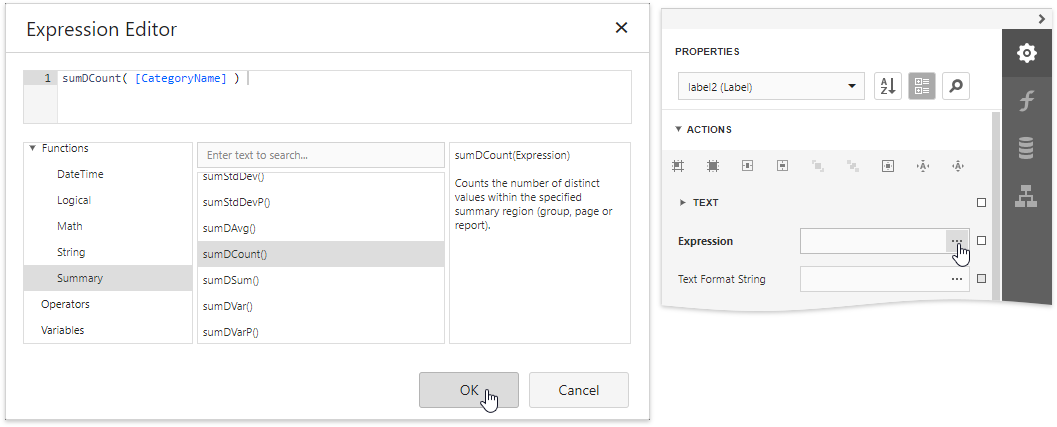 Expression Editor
1 sumDCount( [CategoryName] )
Functions
DateTime
Logical
Math
String
Summary
Operators
Variables
Enter text to search...
sumStdDev()
sumStdDevP()
sumDAvg()
sumDCount()
sumDSum()
sumDVar()
sumDVarP()
sumDCount(Expression)
Counts the number of distinct
values within the specified
summary region (group, page or
report).
OK
Cancel
PROPERTIES
label2 (Label)
A
Z
ACTIONS
A
A
TEXT
Expression
...
Text Format String
...